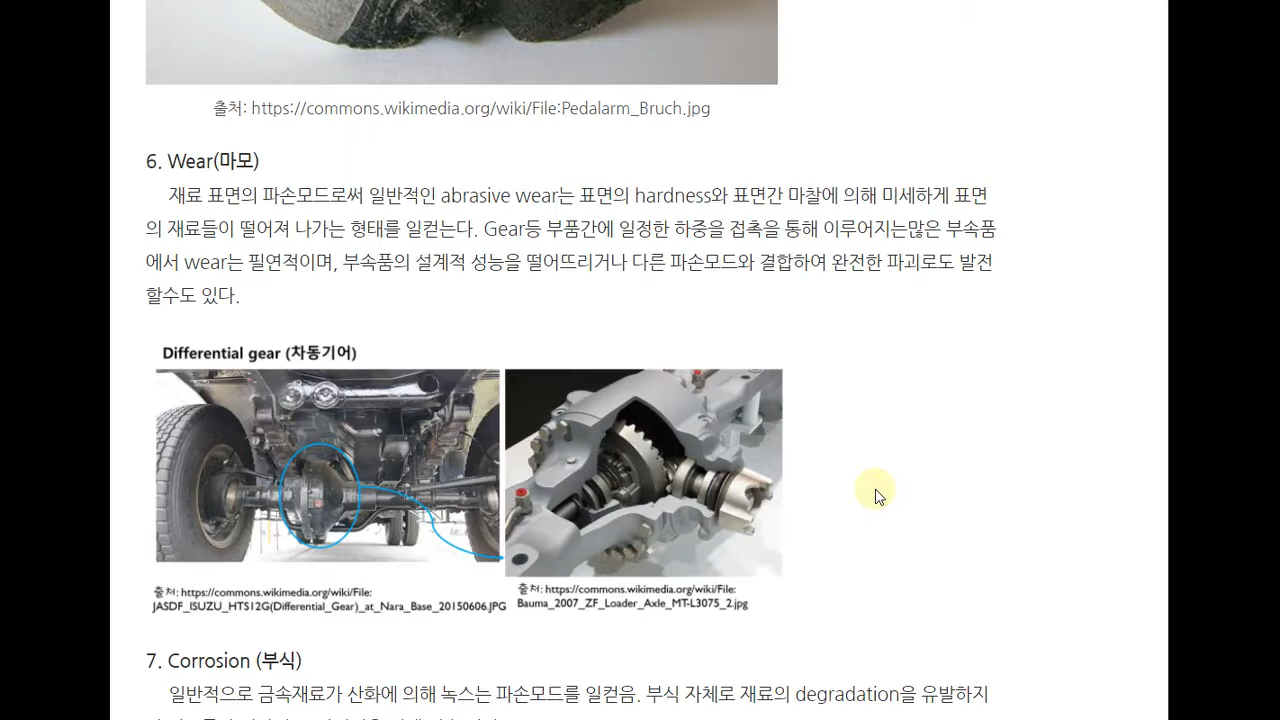 출처: https://commons.wikimedia.org/wiki/File:Pedalarm_Bruch.jpg
6. Wear(마모)
재료 표면의 파손모드로써 일반적인 abrasive wear는 표면의 hardness와 표면간 마찰에 의해 미세하게 표면
의 재료들이 떨어져 나가는 형태를 일컫는다. Gear등 부품간에 일정한 하중을 접촉을 통해 이루어지는많은 부속품
에서 wear는 필연적이며, 부속품의 설계적 성능을 떨어뜨리거나 다른 파손모드와 결합하여 완전한 파괴로도 발전
할수도 있다.
Differential gear (차동기어)
출처: https://commons.wikimedia.org/wiki/File:
JASDF_ISUZU_HTS12G(Differential_Gear)_at_Nara_Base_20150606.JPG
출처: https://commons.wikimedia.org/wiki/File:
Bauma_2007_ZF_Loader_Axle_MT-L3075_2.jpg
7. Corrosion (부식)
일반적으로 금속재료가 산화에 의해 녹스는 파손모드를 일컫음. 부식 자체로 재료의 degradation을 유발하지